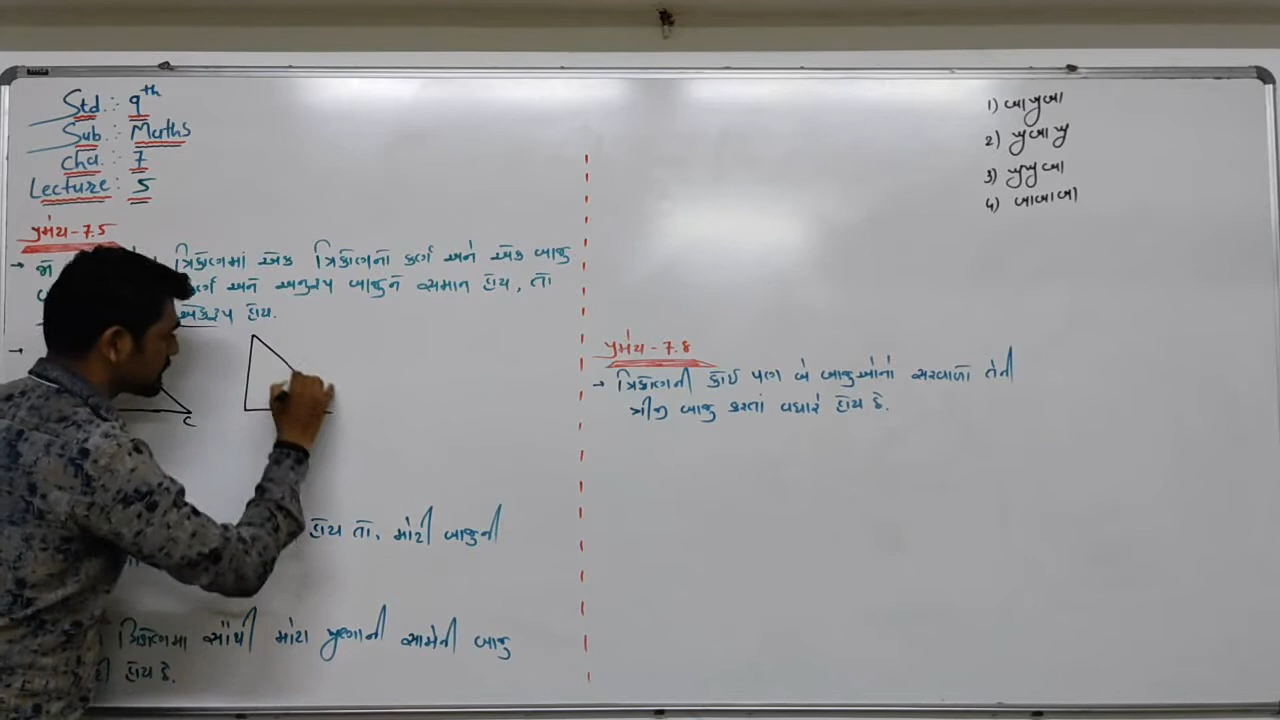 Std. : 9th
Sub. : Maths
cha. : 7
Lecture : 5
પ્રમેય - 7.5
→ જો ત્રિકોણમાં એક ત્રિકોણનો કર્ણ અને એક બાજુ
કર્ણ અને અનુરૂપ બાજુને સમાન હોય, તો
એકરૂપ હોય.
→
C
હોય તો, મોટી બાજુની
ત્રિકોણમા સૌથી મોટા ખૂણાની સામેની બાજુ
હોય છે.
1) બાખૂબા
2) ખૂબાખૂ
3) ખૂખૂબા
4) બાબાબા
પ્રમેય - 7.8
→ ત્રિકોણની કોઈ પણ બે બાજુઓનો સરવાળો તેની
ત્રીજી બાજુ કરતાં વધારે હોય છે.